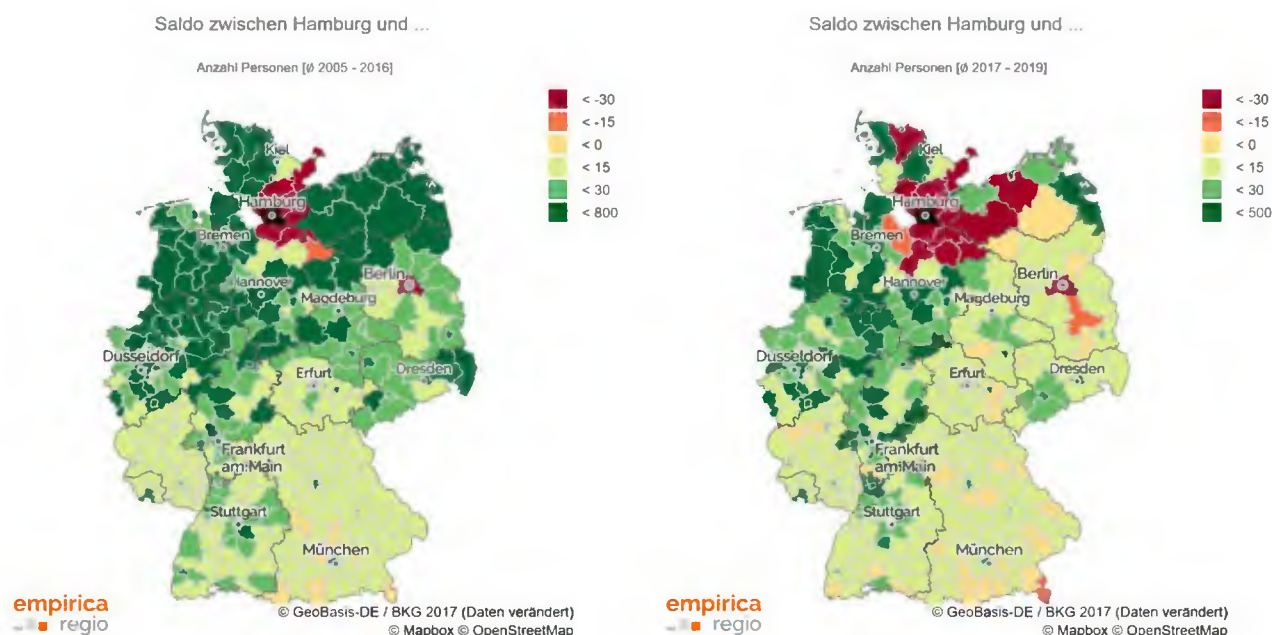 Saldo zwischen Hamburg und ...
Anzahl Personen [Ø 2005 - 2016]
< -30
< -15
< 0
< 15
< 30
< 800
Kiel
Hamburg
Bremen
Hannover
Berlin
Magdeburg
Dusseldorf
Erfurt
Dresden
Frankfurt
am Main
Stuttgart
München
empirica
regio
© GeoBasis-DE / BKG 2017 (Daten verändert)
© Mapbox © OpenStreetMap
Saldo zwischen Hamburg und ...
Anzahl Personen [Ø 2017 - 2019]
< -30
< -15
< 0
< 15
< 30
< 500
Kiel
Hamburg
Bremen
Hannover
Berlin
Magdeburg
Dusseldorf
Erfurt
Dresden
Frankfurt
am Main
Stuttgart
München
empirica
regio
© GeoBasis-DE / BKG 2017 (Daten verändert)
© Mapbox © OpenStreetMap